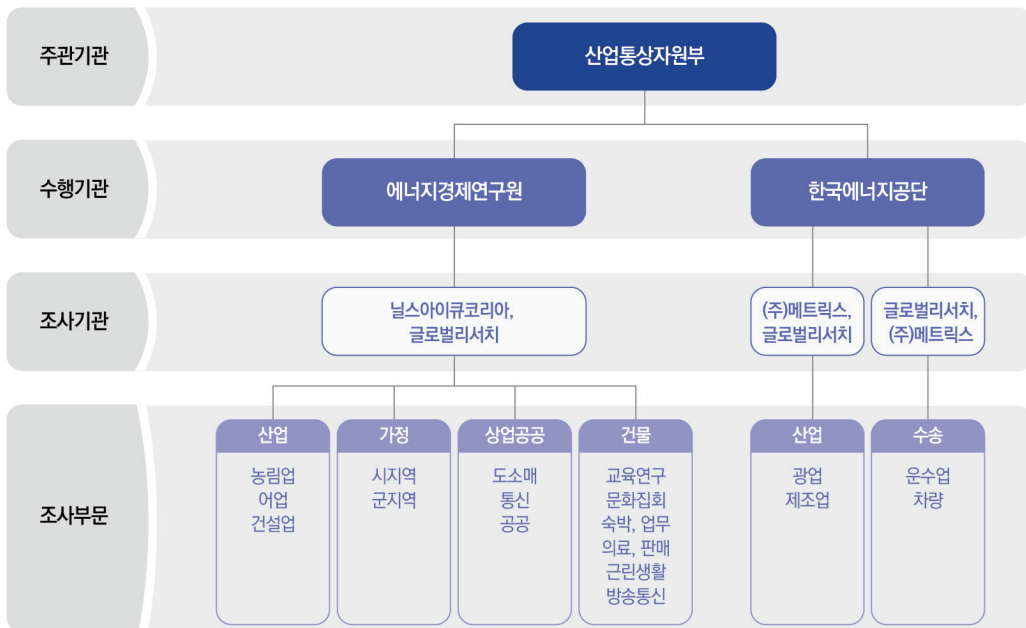 주관기관
산업통상자원부
수행기관
에너지경제연구원
한국에너지공단
조사기관
닐스아이큐코리아,
글로벌리서치
(주)메트릭스,
글로벌리서치
글로벌리서치,
(주)메트릭스
조사부문
산업
농림업
어업
건설업
가정
시지역
군지역
상업공공
도소매
통신
공공
건물
교육연구
문화집회
숙박, 업무
의료, 판매
근린생활
방송통신
산업
광업
제조업
수송
운수업
차량